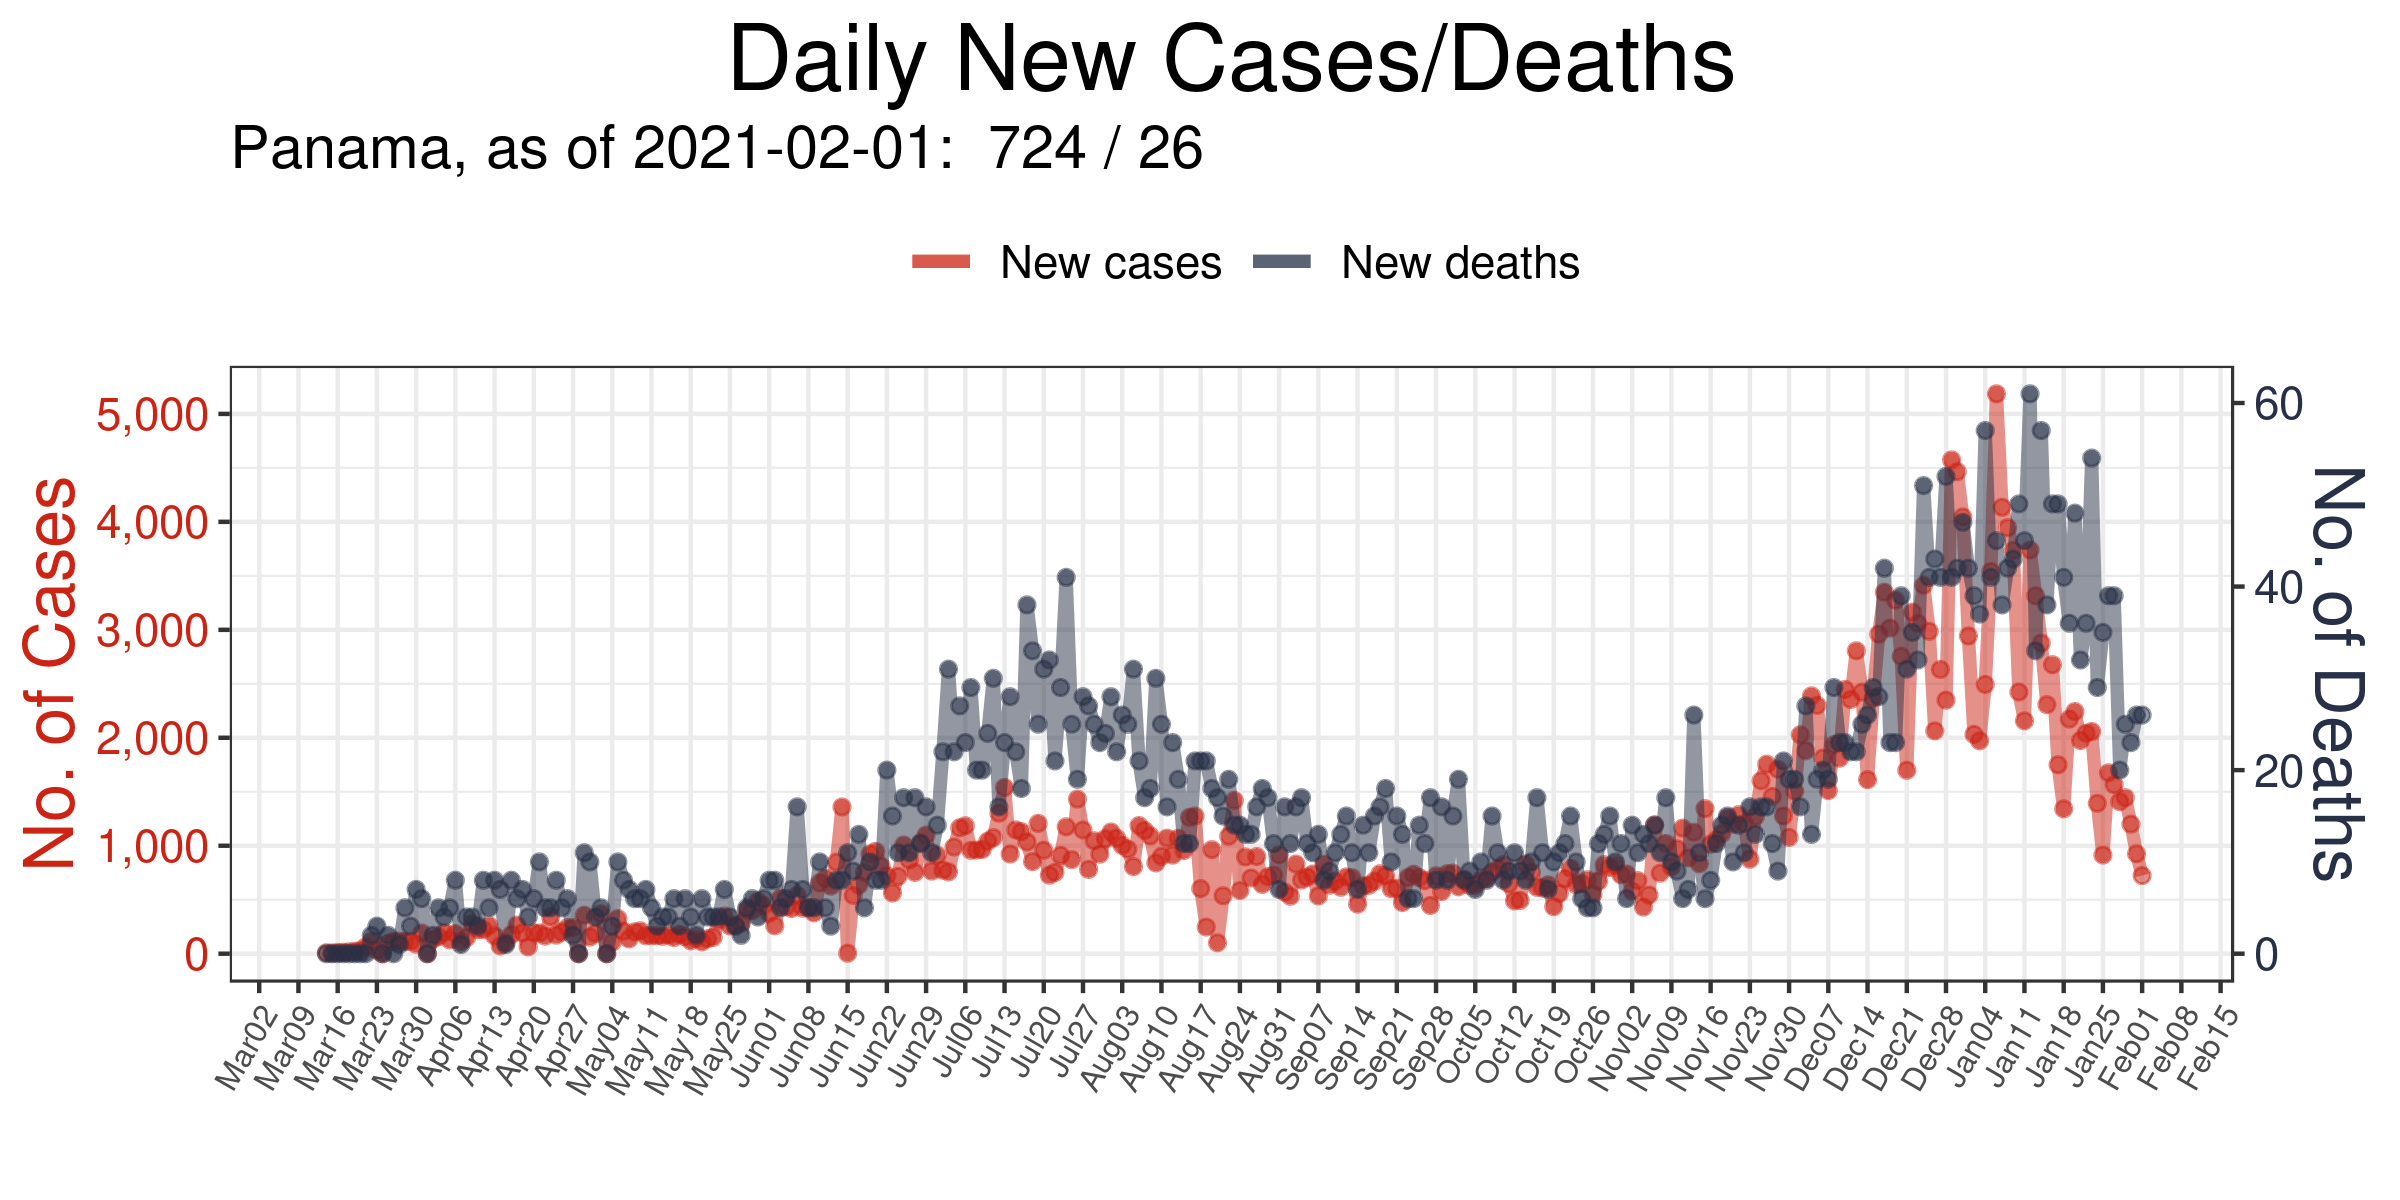 Daily New Cases/Deaths
Panama, as of 2021-02-01:  724 / 26
New cases
New deaths
No. of Cases
5,000
4,000
3,000
2,000
1,000
0
60
40
20
0
No. of Deaths
Mar02
Mar09
Mar16
Mar23
Mar30
Apr06
Apr13
Apr20
Apr27
May04
May11
May18
May25
Jun01
Jun08
Jun15
Jun22
Jun29
Jul06
Jul13
Jul20
Jul27
Aug03
Aug10
Aug17
Aug24
Aug31
Sep07
Sep14
Sep21
Sep28
Oct05
Oct12
Oct19
Oct26
Nov02
Nov09
Nov16
Nov23
Nov30
Dec07
Dec14
Dec21
Dec28
Jan04
Jan11
Jan18
Jan25
Feb01
Feb08
Feb15